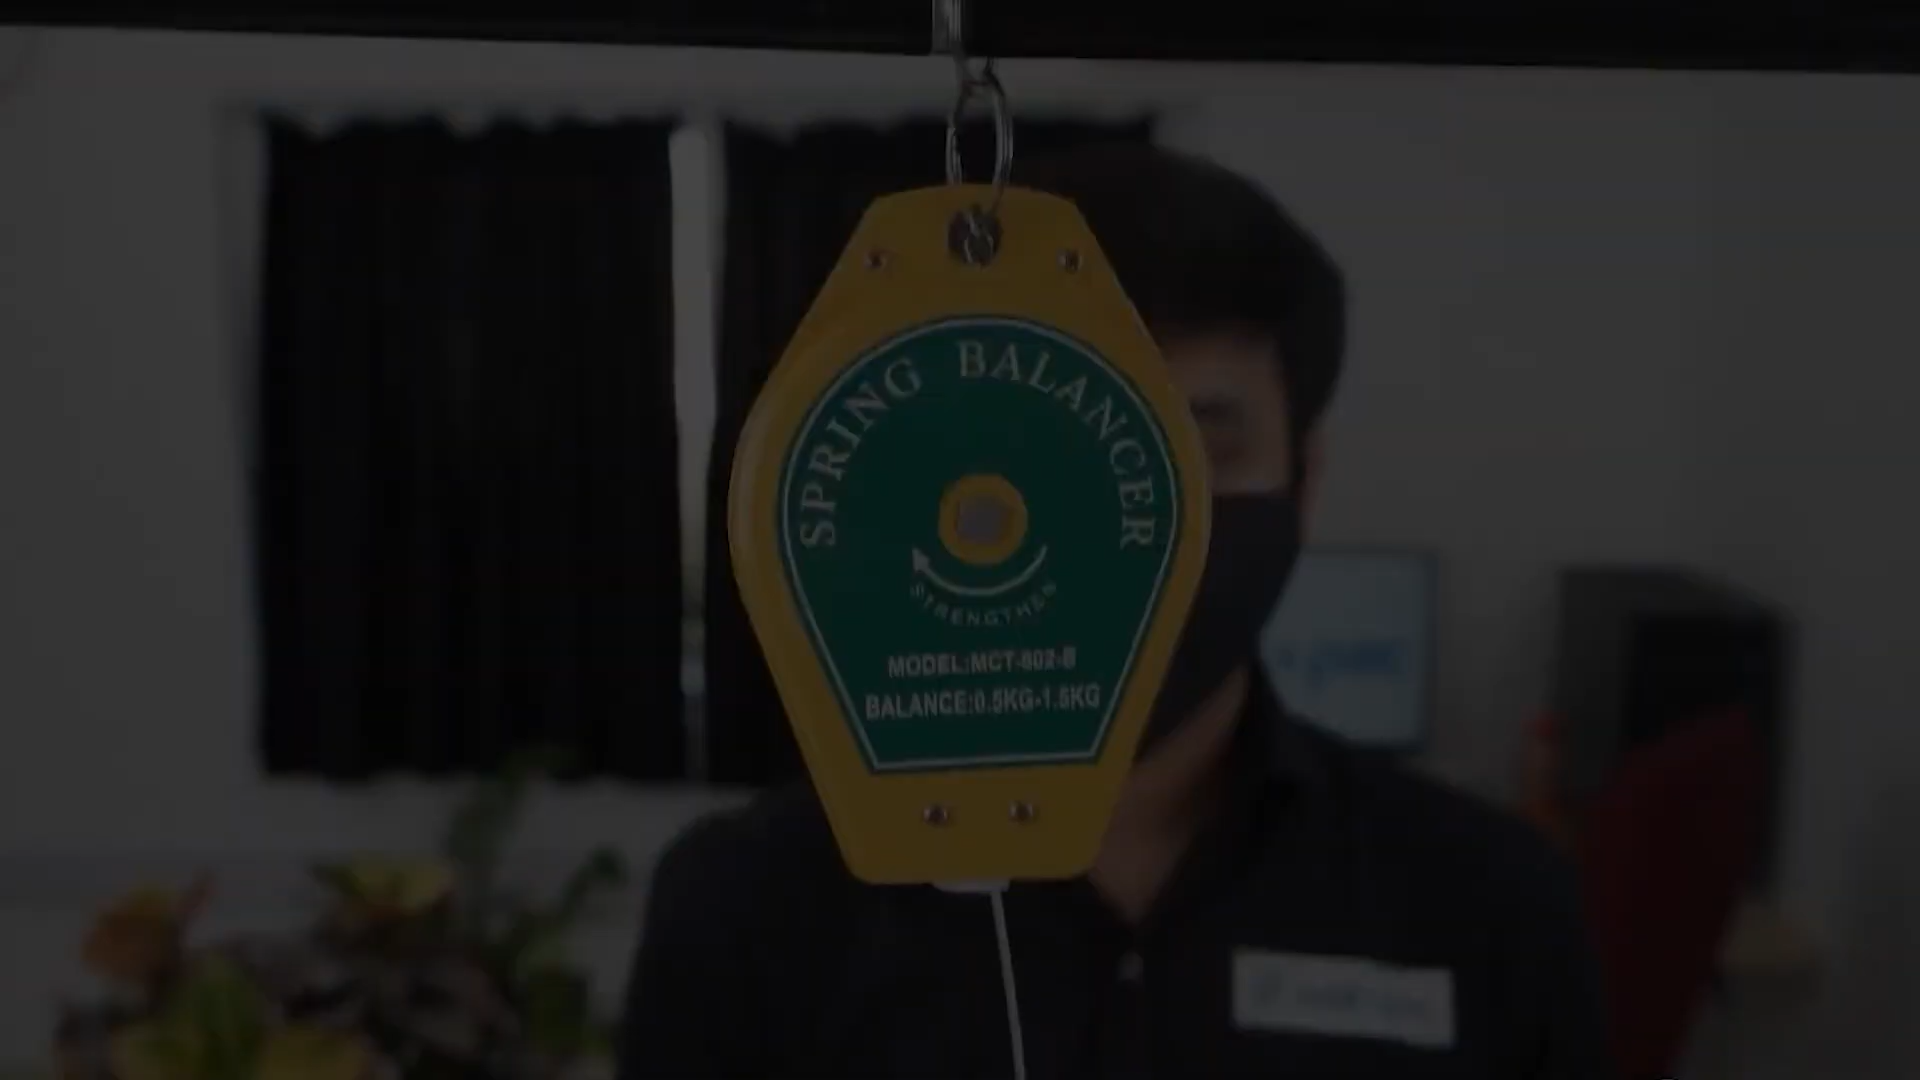 SPRING BALANCER
STRENGTHEN
MODEL:MCT-802-B
BALANCE:0.5KG-1.5KG